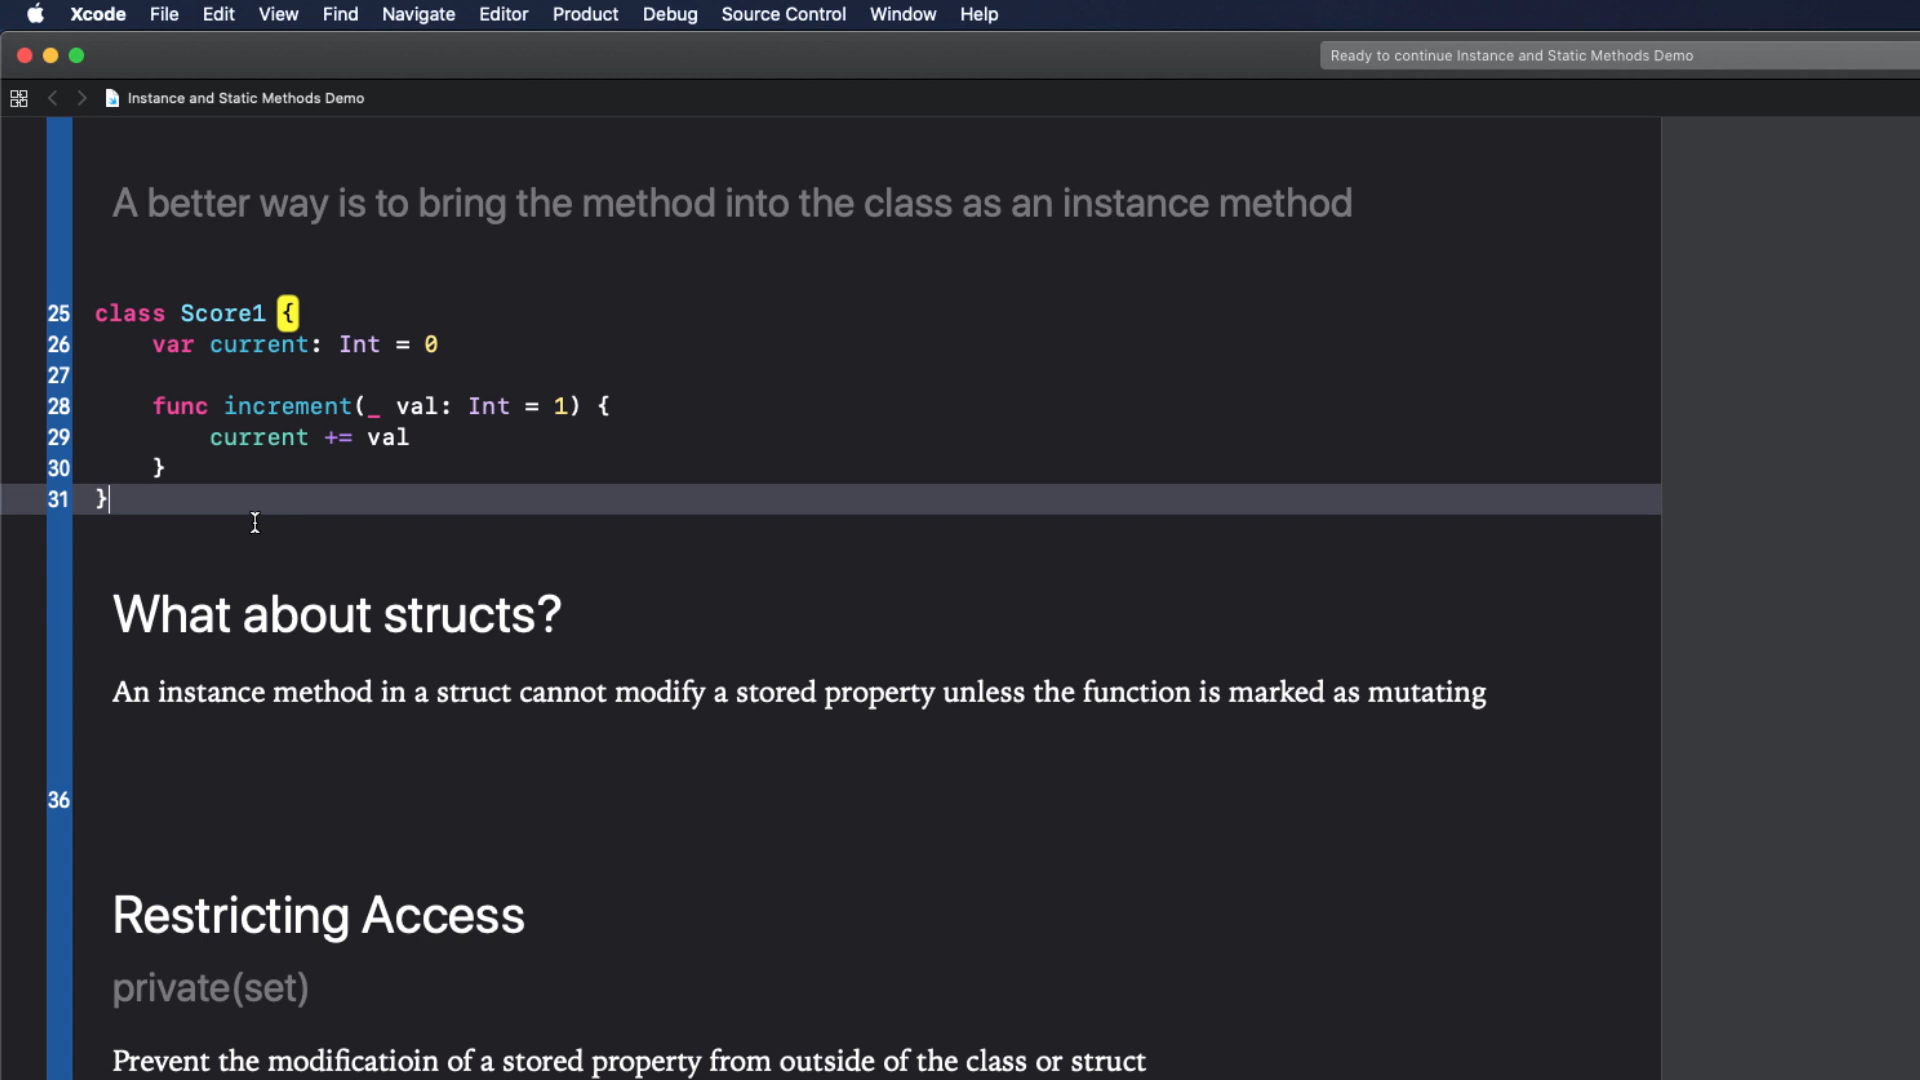 Xcode File Edit View Find Navigate Editor Product Debug Source Control Window Help
Ready to continue Instance and Static Methods Demo
Instance and Static Methods Demo
A better way is to bring the method into the class as an instance method
25 class Score1 {
26     var current: Int = 0
27
28     func increment(_ val: Int = 1) {
29         current += val
30     }
31 }
What about structs?
An instance method in a struct cannot modify a stored property unless the function is marked as mutating
36
Restricting Access
private(set)
Prevent the modificatioin of a stored property from outside of the class or struct